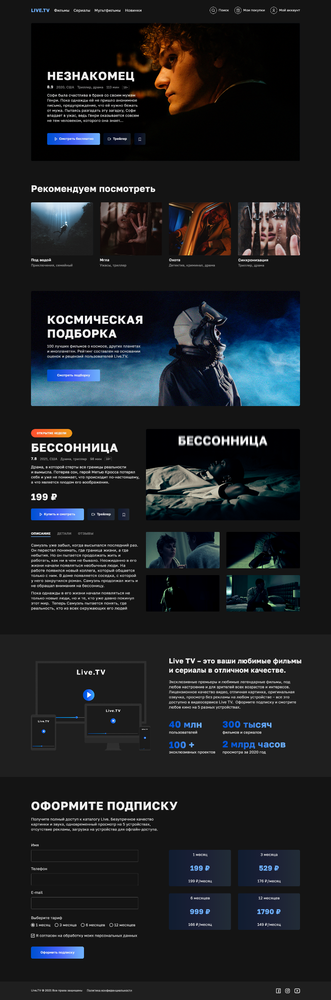 LIVE.TV Фильмы Сериалы Мультфильмы Новинки Поиск Мои покупки Мой аккаунт
НЕЗНАКОМЕЦ
8.9 2020, США Триллер, драма 113 мин 18+
Софи была счастлива в браке со своим мужем
Генри. Пока однажды ей не пришло анонимное
письмо, предупреждение, что ей нужно бежать
от мужа. Пытаясь разгадать эту загадку, Софи
впадает в ужас, ведь Генри оказывается совсем
не тем человеком, которого она знает...
Смотреть бесплатно Трейлер
Рекомендуем посмотреть
Под водой
Приключения, семейный
Мгла
Ужасы, триллер
Охота
Детектив, криминал, драма
Синхронизация
Триллер, драма
КОСМИЧЕСКАЯ
ПОДБОРКА
100 лучших фильмов о космосе, других планетах
и инопланетян. Рейтинг составлен на основании
оценок и рецензий пользователей Live.TV.
Смотреть подборку
ОТКРЫТИЕ НЕДЕЛИ
БЕССОННИЦА
7.8 2021, США Драма, триллер 98 мин 16+
Драма, в которой стерты все границы реальности
и вымысла. Потеряв сон, герой Метью Кросса потерял
себя и уже не понимает, что происходит по-настоящему,
а что является плодом его воображения.
199 ₽
Купить и смотреть Трейлер
БЕССОННИЦА
ОПИСАНИЕ ДЕТАЛИ ОТЗЫВЫ
Самуэль уже забыл, когда высыпался последний раз.
Он перестал понимать, где граница жизни, а где
небытия. Но он пытается продолжать жить и
работать, как ни в чем не бывало. Неожиданно в его
жизни начали появляться необычные люди. На
работе появился новый коллега, который общается
только с ним. В доме появляется соседка, с которой
у него закрутился роман. Самуэль продолжал жить и
не обращал внимания на бессоницу.
Пока однажды в его жизни начали появляться не
только новые люди, но и те, кто уже давно покинул
этот мир. Теперь Самуэль пытается понять, где
реальность, кто из всех окружающих его людей
Live.TV
Live.TV
Live.TV
Live.TV
Live TV – это ваши любимые фильмы
и сериалы в отличном качестве.
Эксклюзивные премьеры и любимые легендарные фильмы, под
любое настроение и для зрителей всех возрастов и интересов.
Лицензионное качество видео, отличная картинка, оригинальная
озвучка, просмотр без рекламы на любом устройстве – все это
доступно в видеосервисе Live TV. Оформите подписку и смотрите
любое кино на 5 разных устройствах.
40 млн
пользователей
300 тысяч
фильмов и сериалов
100 +
эксклюзивных проектов
2 млрд часов
просмотра за 2020 год
ОФОРМИТЕ ПОДПИСКУ
Получите полный доступ к каталогу Live. Безупречное качество
картинки и звука, одновременный просмотр на 5 устройствах,
отсутствие рекламы, загрузка на устройства для офлайн-доступа.
Имя
Телефон
E-mail
Выберите тариф
1 месяц 3 месяца 6 месяцев 12 месяцев
Я согласен на обработку моих персональных данных
Оформить подписку
1 месяц
199 ₽
199 ₽/месяц
3 месяца
529 ₽
176 ₽/месяц
6 месяцев
999 ₽
166 ₽/месяц
12 месяцев
1790 ₽
149 ₽/месяц
Live.TV © 2021 Все права защищены Политика конфиденциальности